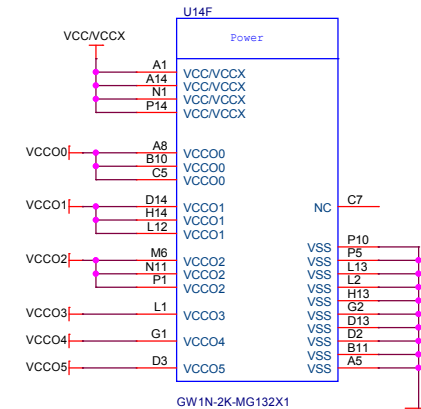 U14F
Power
VCC/VCCX
A1 VCC/VCCX
A14 VCC/VCCX
N1 VCC/VCCX
P14 VCC/VCCX
VCCO0 A8 VCCO0
B10 VCCO0
C5 VCCO0
VCCO1 D14 VCCO1
H14 VCCO1
L12 VCCO1
NC C7
VCCO2 M6 VCCO2
N11 VCCO2
P1 VCCO2
VCCO3 L1 VCCO3
VCCO4 G1 VCCO4
VCCO5 D3 VCCO5
VSS P10
VSS P5
VSS L13
VSS L2
VSS H13
VSS G2
VSS D13
VSS D2
VSS B11
VSS A5
GW1N-2K-MG132X1